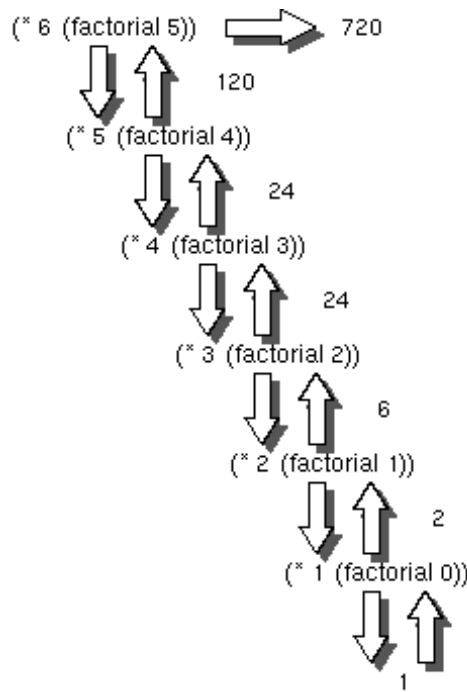 (* 6 (factorial 5)) 720
120
(* 5 (factorial 4))
24
(* 4 (factorial 3))
24
(* 3 (factorial 2))
6
(* 2 (factorial 1))
2
(* 1 (factorial 0))
1